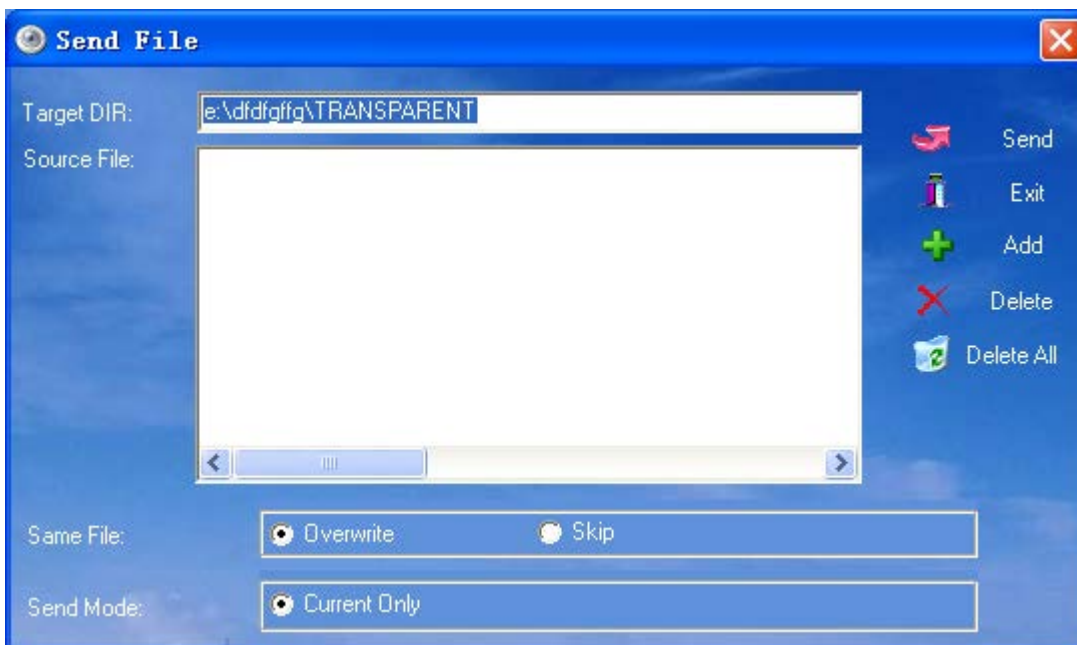 Send File
Target DIR: e:\dfdfgffg\TRANSPARENT
Source File:
Send
Exit
Add
Delete
Delete All
Same File: Overwrite Skip
Send Mode: Current Only